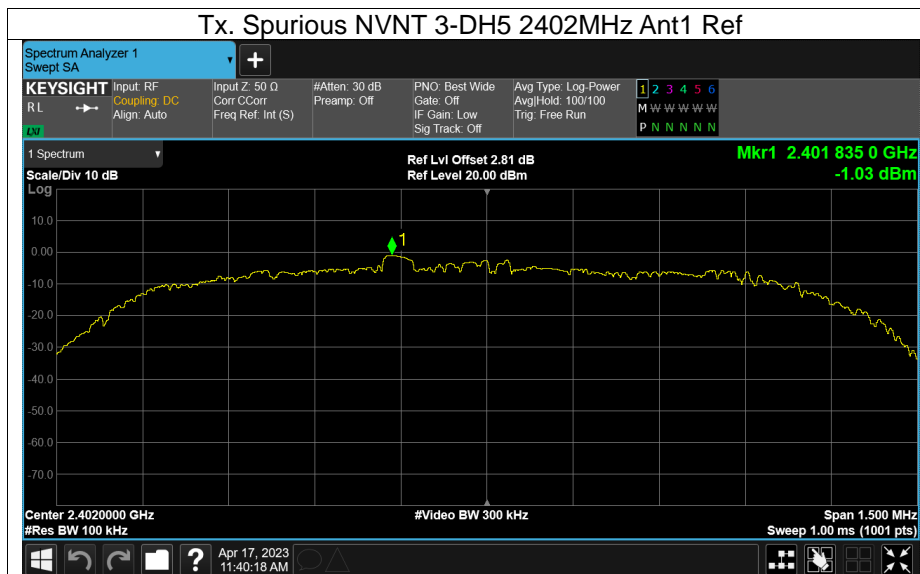 Tx. Spurious NVNT 3-DH5 2402MHz Ant1 Ref
Spectrum Analyzer 1
Swept SA
+
KEYSIGHT
R L
LXI
Input: RF
Coupling: DC
Align: Auto
Input Z: 50 Ω
Corr CCorr
Freq Ref: Int (S)
#Atten: 30 dB
Preamp: Off
PNO: Best Wide
Gate: Off
IF Gain: Low
Sig Track: Off
Avg Type: Log-Power
Avg|Hold: 100/100
Trig: Free Run
1 2 3 4 5 6
M W W W W W
P N N N N N N
1 Spectrum
Scale/Div 10 dB
Ref Lvl Offset 2.81 dB
Ref Level 20.00 dBm
Mkr1 2.401 835 0 GHz
-1.03 dBm
Log
10.0
0.00
-10.0
-20.0
-30.0
-40.0
-50.0
-60.0
-70.0
1
Center 2.4020000 GHz
#Res BW 100 kHz
#Video BW 300 kHz
Span 1.500 MHz
Sweep 1.00 ms (1001 pts)
?
Apr 17, 2023
11:40:18 AM